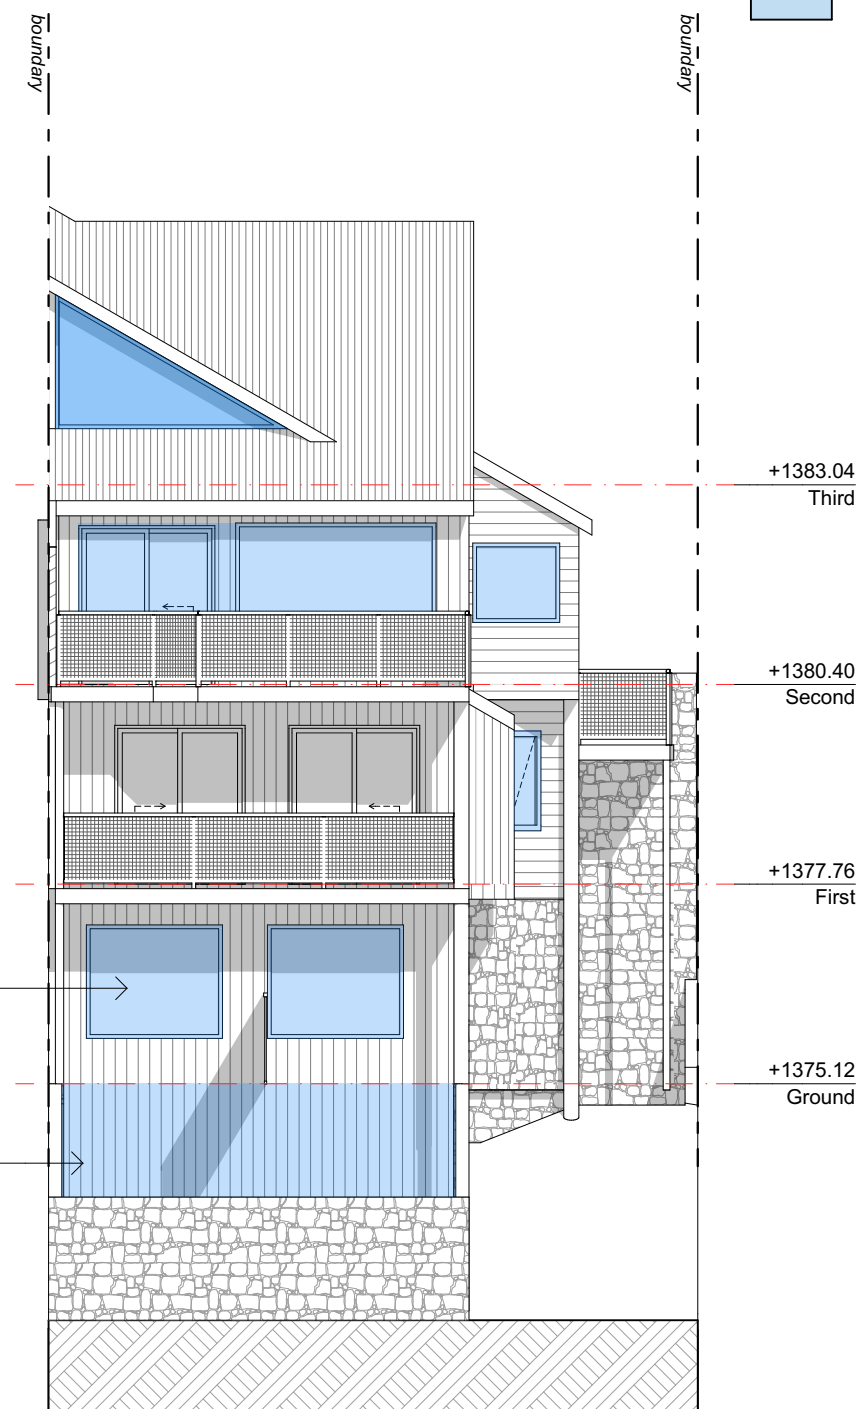 boundary
boundary
+1383.04
Third
+1380.40
Second
+1377.76
First
+1375.12
Ground